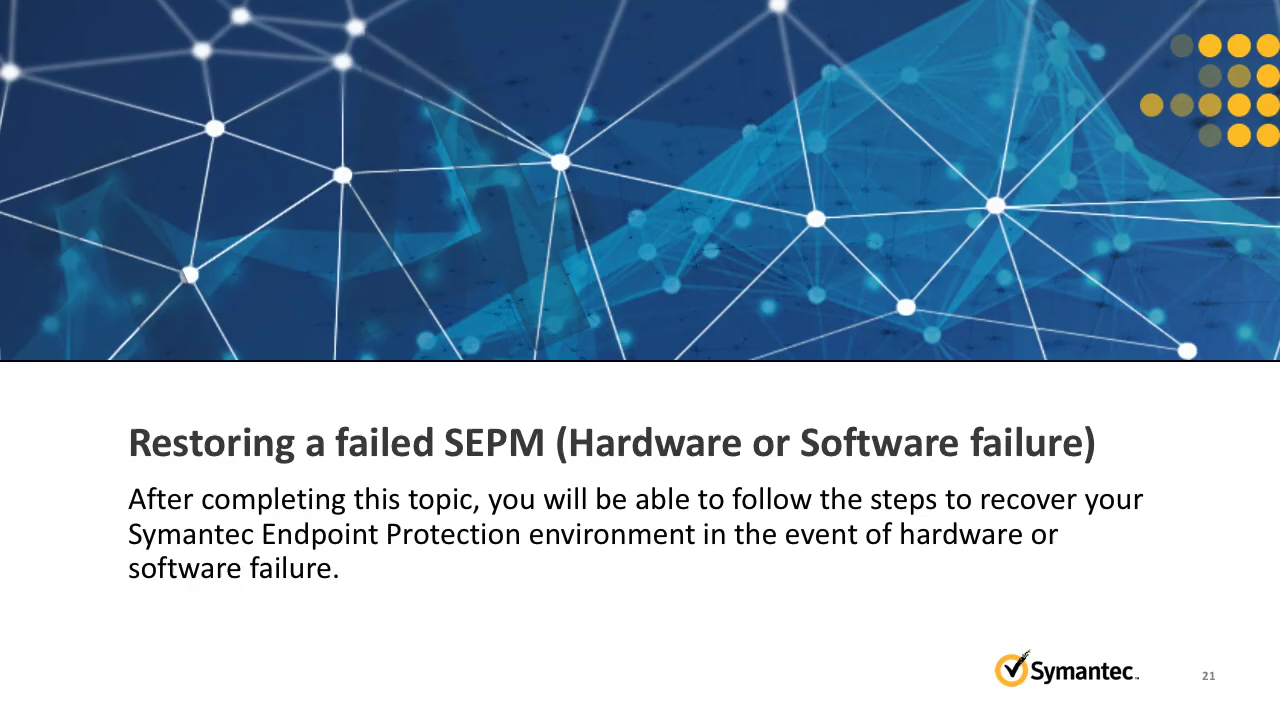 Restoring a failed SEPM (Hardware or Software failure)
After completing this topic, you will be able to follow the steps to recover your
Symantec Endpoint Protection environment in the event of hardware or
software failure.
Symantec™
21